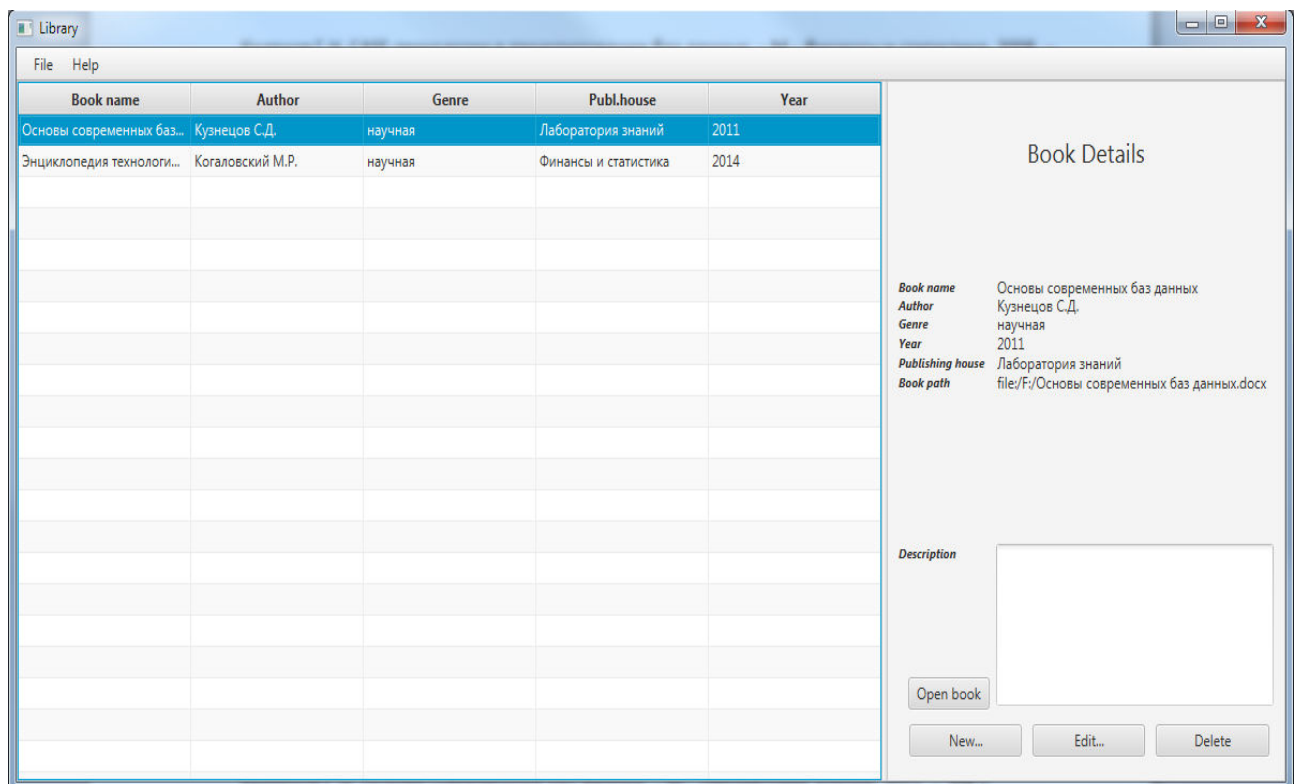 Library
File Help
Book name Author Genre Publ.house Year
Основы современных баз... Кузнецов С.Д. научная Лаборатория знаний 2011
Энциклопедия технологи... Когаловский М.Р. научная Финансы и статистика 2014
Book Details
Book name Основы современных баз данных
Author Кузнецов С.Д.
Genre научная
Year 2011
Publishing house Лаборатория знаний
Book path file:/F:/Основы современных баз данных.docx
Description
Open book
New... Edit... Delete